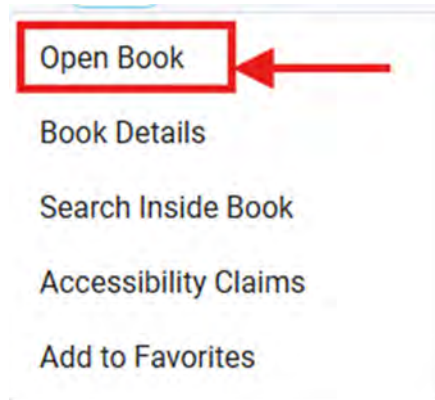 Open Book
Book Details
Search Inside Book
Accessibility Claims
Add to Favorites